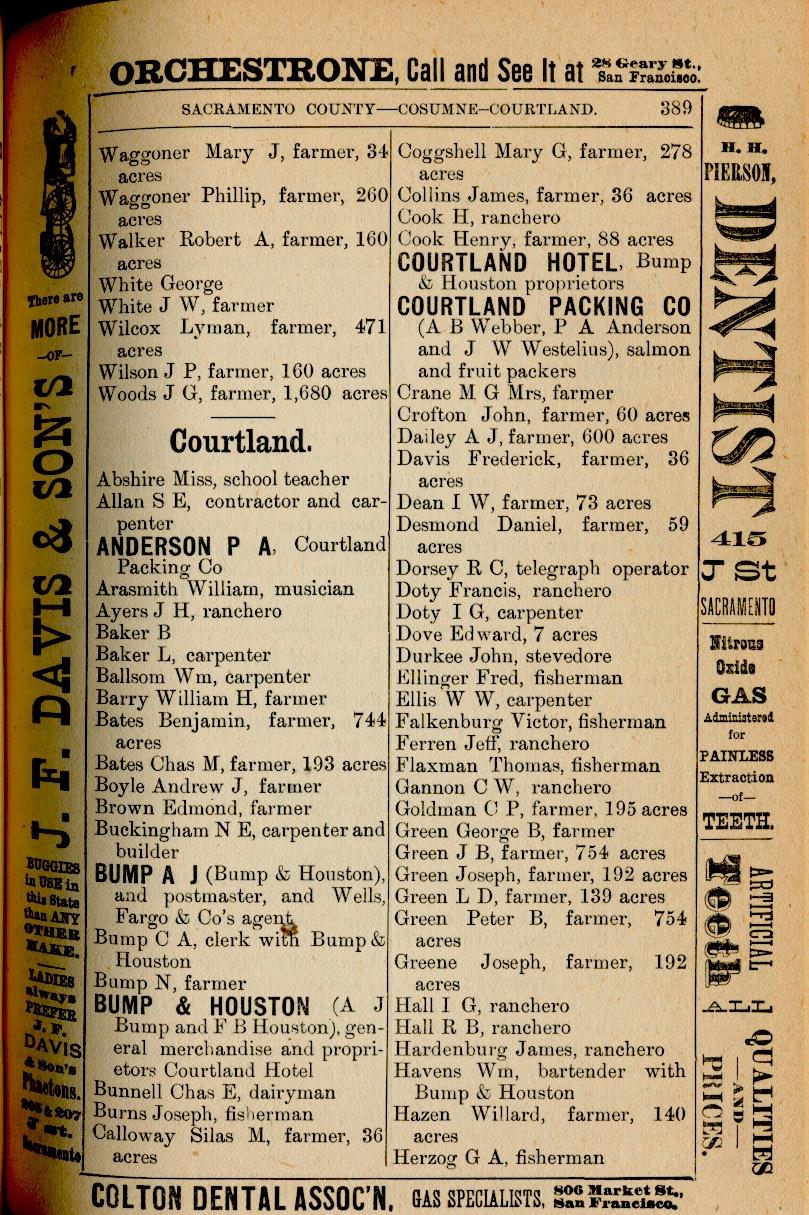 ORCHESTRONE, Call and See It at 28 Geary St., San Francisco.
SACRAMENTO COUNTY—COSUMNE–COURTLAND. 389
Waggoner Mary J, farmer, 34
acres
Waggoner Phillip, farmer, 260
acres
Walker Robert A, farmer, 160
acres
White George
White J W, farmer
Wilcox Lyman, farmer, 471
acres
Wilson J P, farmer, 160 acres
Woods J G, farmer, 1,680 acres
Courtland.
Abshire Miss, school teacher
Allan S E, contractor and car-
penter
ANDERSON P A, Courtland
Packing Co
Arasmith William, musician
Ayers J H, ranchero
Baker B
Baker L, carpenter
Ballsom Wm, carpenter
Barry William H, farmer
Bates Benjamin, farmer, 744
acres
Bates Chas M, farmer, 193 acres
Boyle Andrew J, farmer
Brown Edmond, farmer
Buckingham N E, carpenter and
builder
BUMP A J (Bump & Houston),
and postmaster, and Wells,
Fargo & Co's agent
Bump C A, clerk with Bump &
Houston
Bump N, farmer
BUMP & HOUSTON (A J
Bump and F B Houston), gen-
eral merchandise and propri-
etors Courtland Hotel
Bunnell Chas E, dairyman
Burns Joseph, fisherman
Calloway Silas M, farmer, 36
acres
Coggshell Mary G, farmer, 278
acres
Collins James, farmer, 36 acres
Cook H, ranchero
Cook Henry, farmer, 88 acres
COURTLAND HOTEL, Bump
& Houston proprietors
COURTLAND PACKING CO
(A B Webber, P A Anderson
and J W Westelius), salmon
and fruit packers
Crane M G Mrs, farmer
Crofton John, farmer, 60 acres
Dailey A J, farmer, 600 acres
Davis Frederick, farmer, 36
acres
Dean I W, farmer, 73 acres
Desmond Daniel, farmer, 59
acres
Dorsey R C, telegraph operator
Doty Francis, ranchero
Doty I G, carpenter
Dove Edward, 7 acres
Durkee John, stevedore
Ellinger Fred, fisherman
Ellis W W, carpenter
Falkenburg Victor, fisherman
Ferren Jeff, ranchero
Flaxman Thomas, fisherman
Gannon C W, ranchero
Goldman C P, farmer, 195 acres
Green George B, farmer
Green J B, farmer, 754 acres
Green Joseph, farmer, 192 acres
Green L D, farmer, 139 acres
Green Peter B, farmer, 754
acres
Greene Joseph, farmer, 192
acres
Hall I G, ranchero
Hall R B, ranchero
Hardenburg James, ranchero
Havens Wm, bartender with
Bump & Houston
Hazen Willard, farmer, 140
acres
Herzog G A, fisherman
There are
MORE
—OF—
J. F. DAVIS & SON'S
BUGGIES
in USE in
this State
than ANY
OTHER
MAKE.
LADIES
always
PREFER
J. F.
DAVIS
& Son's
Phaetons.
205 & 207
J St.
Sacramento
H. H.
PIERSON,
DENTIST
415
J St
SACRAMENTO
Nitrous
Oxide
GAS
Administered
for
PAINLESS
Extraction
—of—
TEETH.
ARTIFICIAL
Teeth
ALL
QUALITIES
—AND—
PRICES.
COLTON DENTAL ASSOC'N, GAS SPECIALISTS, 806 Market St., San Francisco.